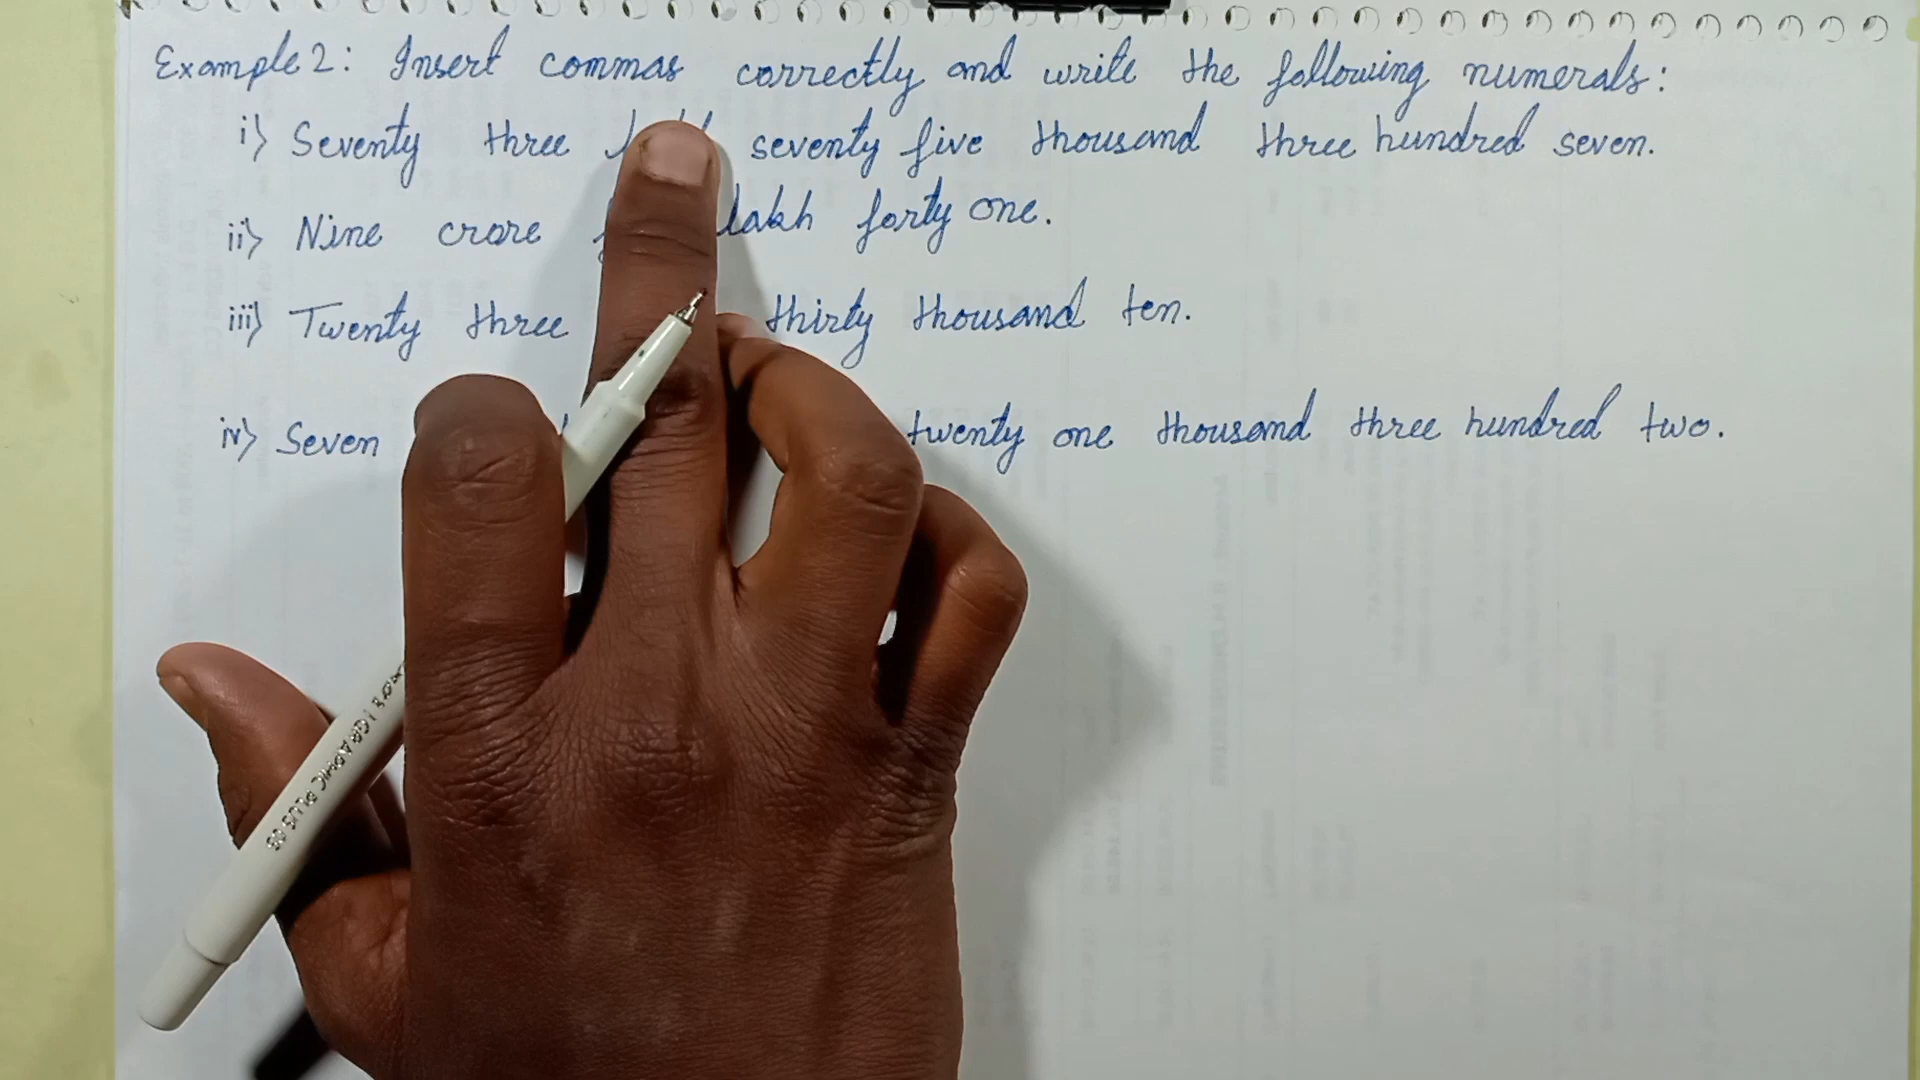 Example 2: Insert commas correctly and write the following numerals:
i) Seventy three seventy five thousand three hundred seven.
ii) Nine crore lakh forty one.
iii) Twenty three thirty thousand ten.
iv) Seven twenty one thousand three hundred two.